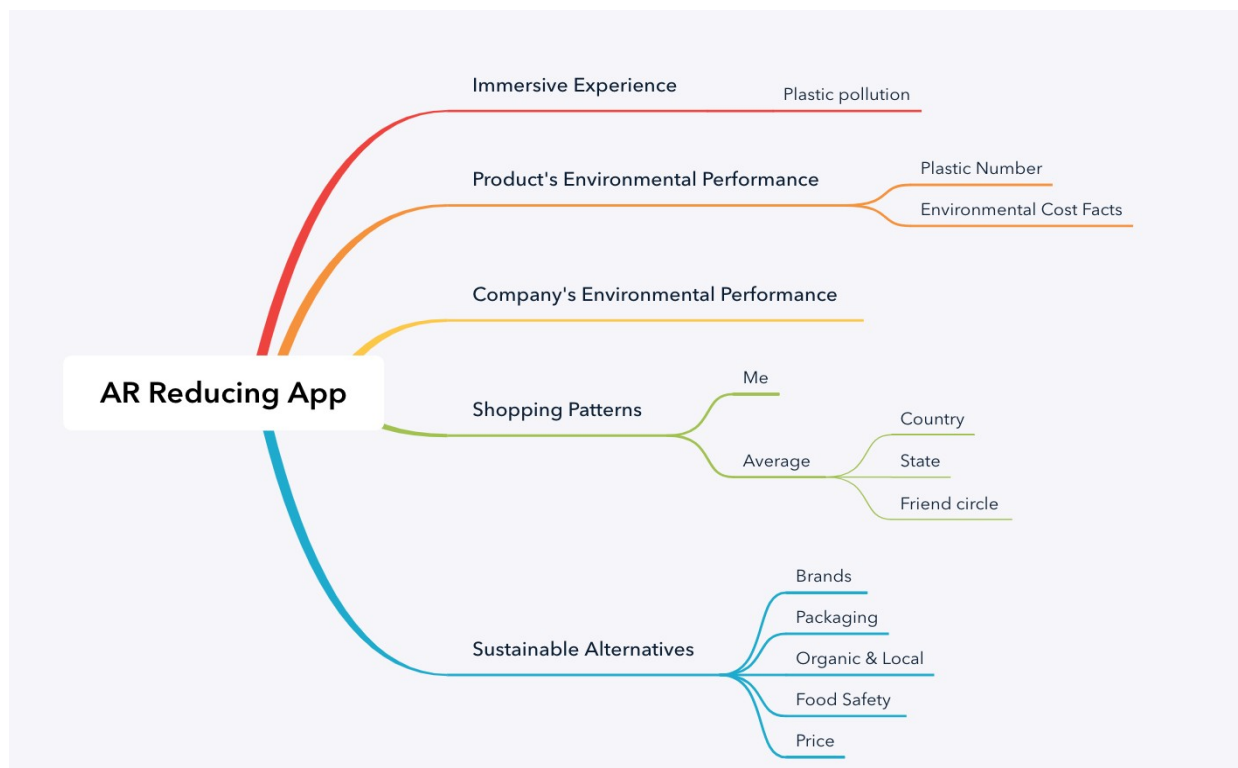 Immersive Experience
Plastic pollution
Product's Environmental Performance
Plastic Number
Environmental Cost Facts
Company's Environmental Performance
AR Reducing App
Shopping Patterns
Me
Average
Country
State
Friend circle
Sustainable Alternatives
Brands
Packaging
Organic & Local
Food Safety
Price